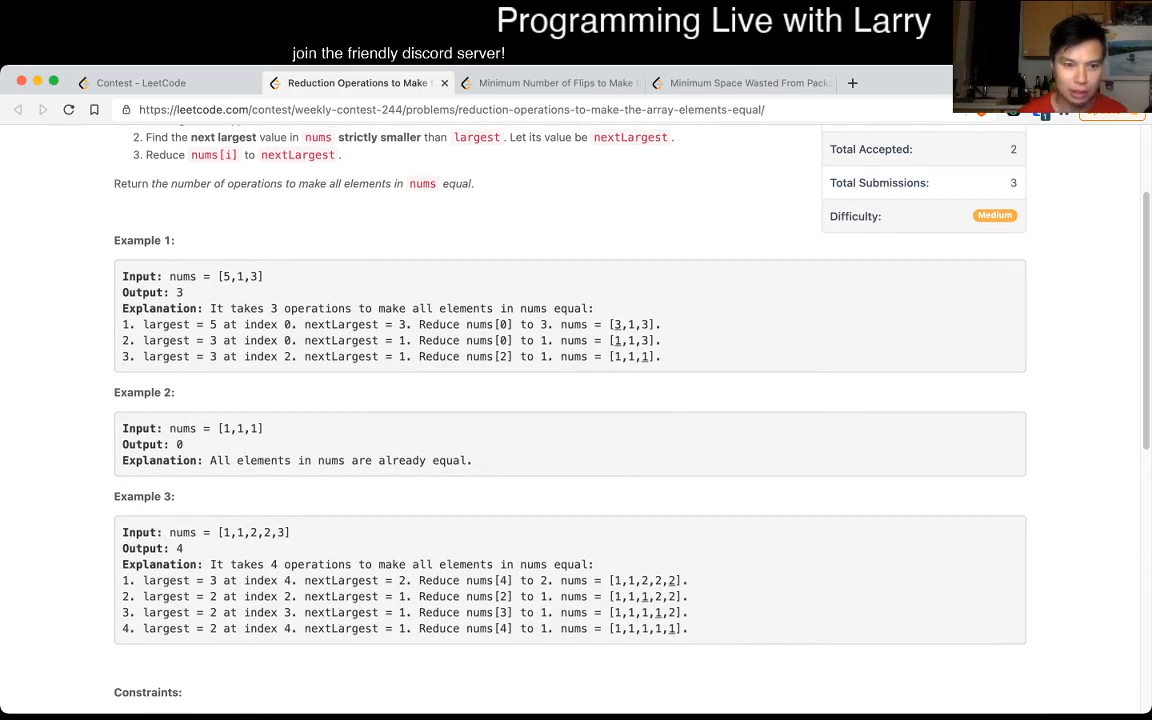 Programming Live with Larry
join the friendly discord server!
Contest - LeetCode
Reduction Operations to Make
Minimum Number of Flips to Make
Minimum Space Wasted From Pack
https://leetcode.com/contest/weekly-contest-244/problems/reduction-operations-to-make-the-array-elements-equal/
2. Find the next largest value in nums strictly smaller than largest. Let its value be nextLargest.
3. Reduce nums[i] to nextLargest.
Return the number of operations to make all elements in nums equal.
Total Accepted: 2
Total Submissions: 3
Difficulty: Medium
Example 1:
Input: nums = [5,1,3]
Output: 3
Explanation: It takes 3 operations to make all elements in nums equal:
1. largest = 5 at index 0. nextLargest = 3. Reduce nums[0] to 3. nums = [3,1,3].
2. largest = 3 at index 0. nextLargest = 1. Reduce nums[0] to 1. nums = [1,1,3].
3. largest = 3 at index 2. nextLargest = 1. Reduce nums[2] to 1. nums = [1,1,1].
Example 2:
Input: nums = [1,1,1]
Output: 0
Explanation: All elements in nums are already equal.
Example 3:
Input: nums = [1,1,2,2,3]
Output: 4
Explanation: It takes 4 operations to make all elements in nums equal:
1. largest = 3 at index 4. nextLargest = 2. Reduce nums[4] to 2. nums = [1,1,2,2,2].
2. largest = 2 at index 2. nextLargest = 1. Reduce nums[2] to 1. nums = [1,1,1,2,2].
3. largest = 2 at index 3. nextLargest = 1. Reduce nums[3] to 1. nums = [1,1,1,1,2].
4. largest = 2 at index 4. nextLargest = 1. Reduce nums[4] to 1. nums = [1,1,1,1,1].
Constraints: